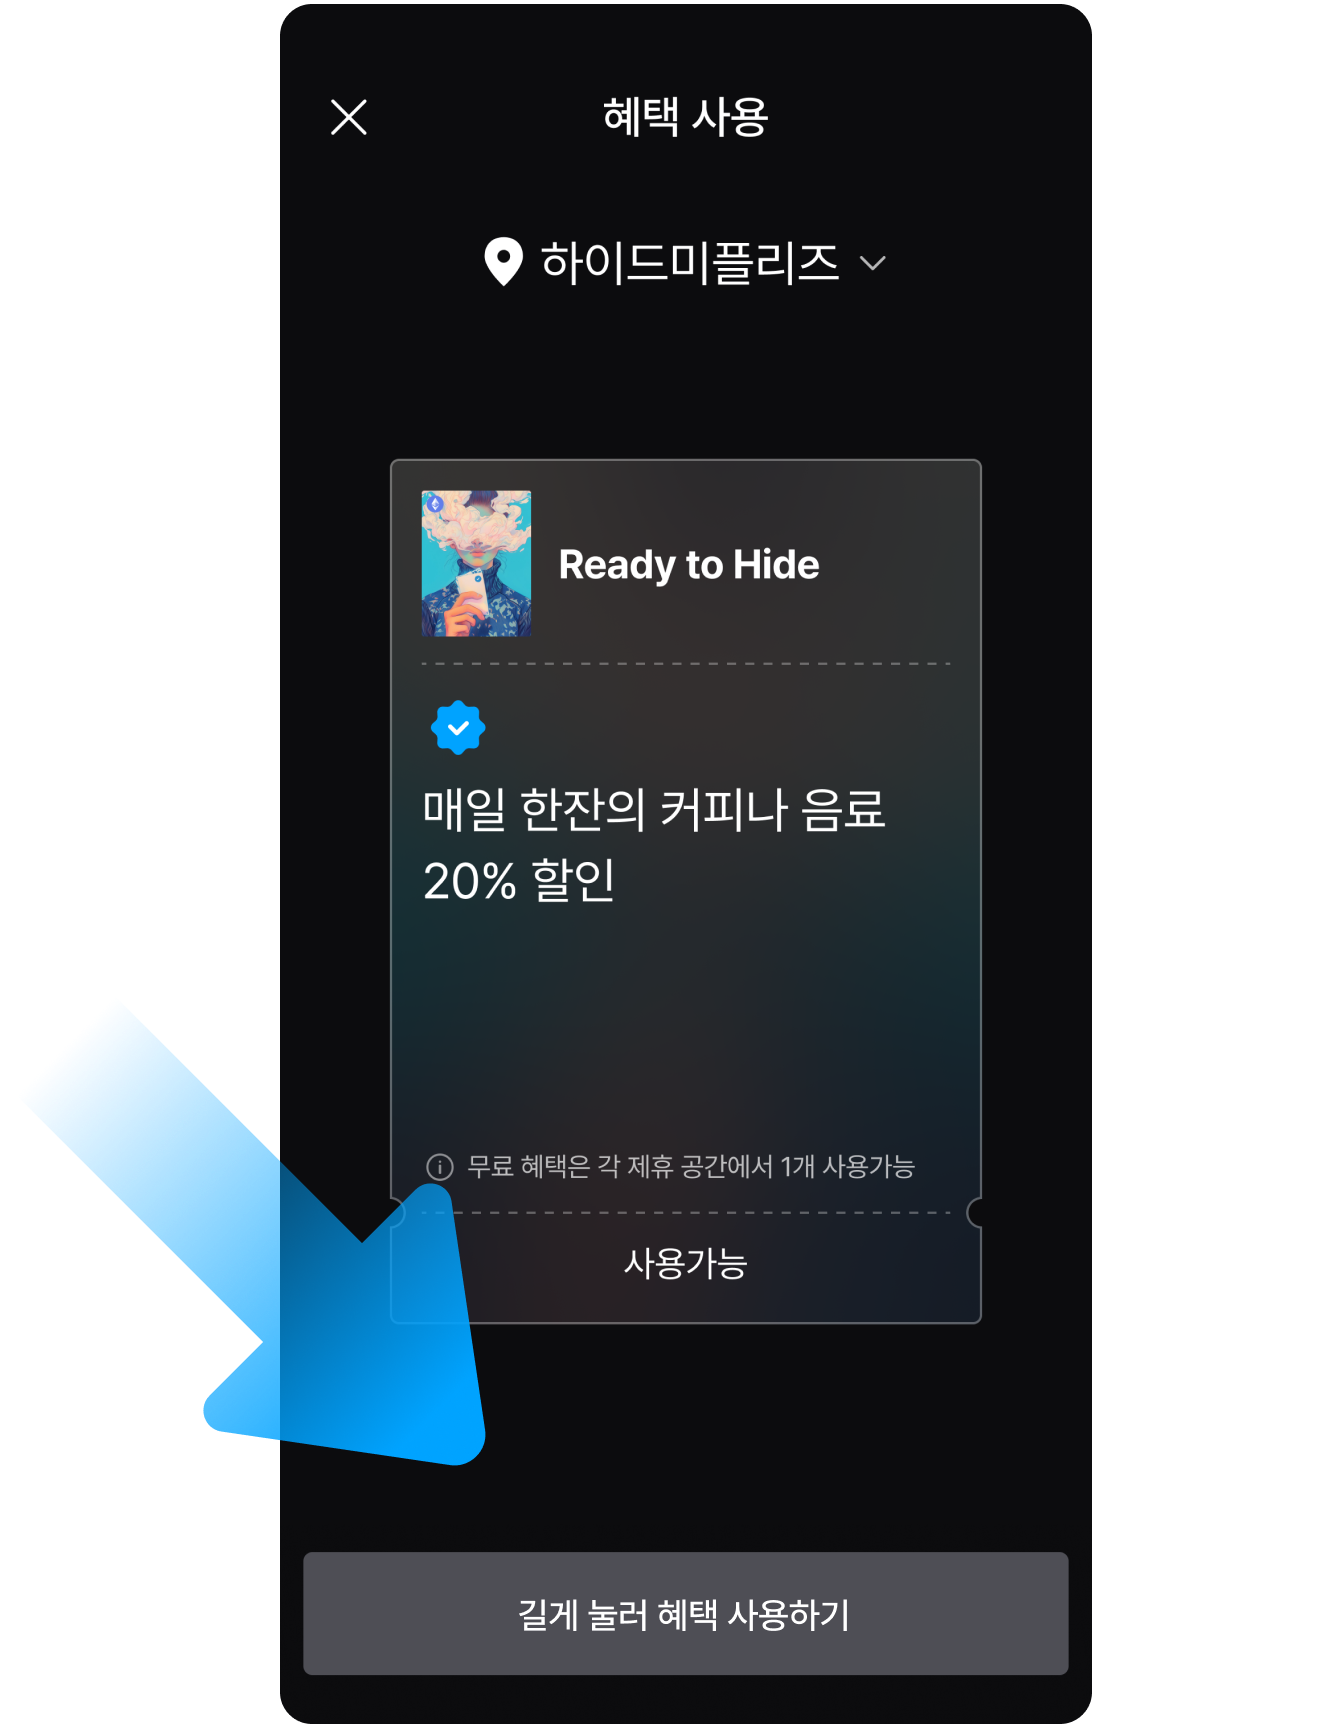 혜택 사용
하이드미플리즈
Ready to Hide
매일 한잔의 커피나 음료
20% 할인
무료 혜택은 각 제휴 공간에서 1개 사용가능
사용가능
길게 눌러 혜택 사용하기